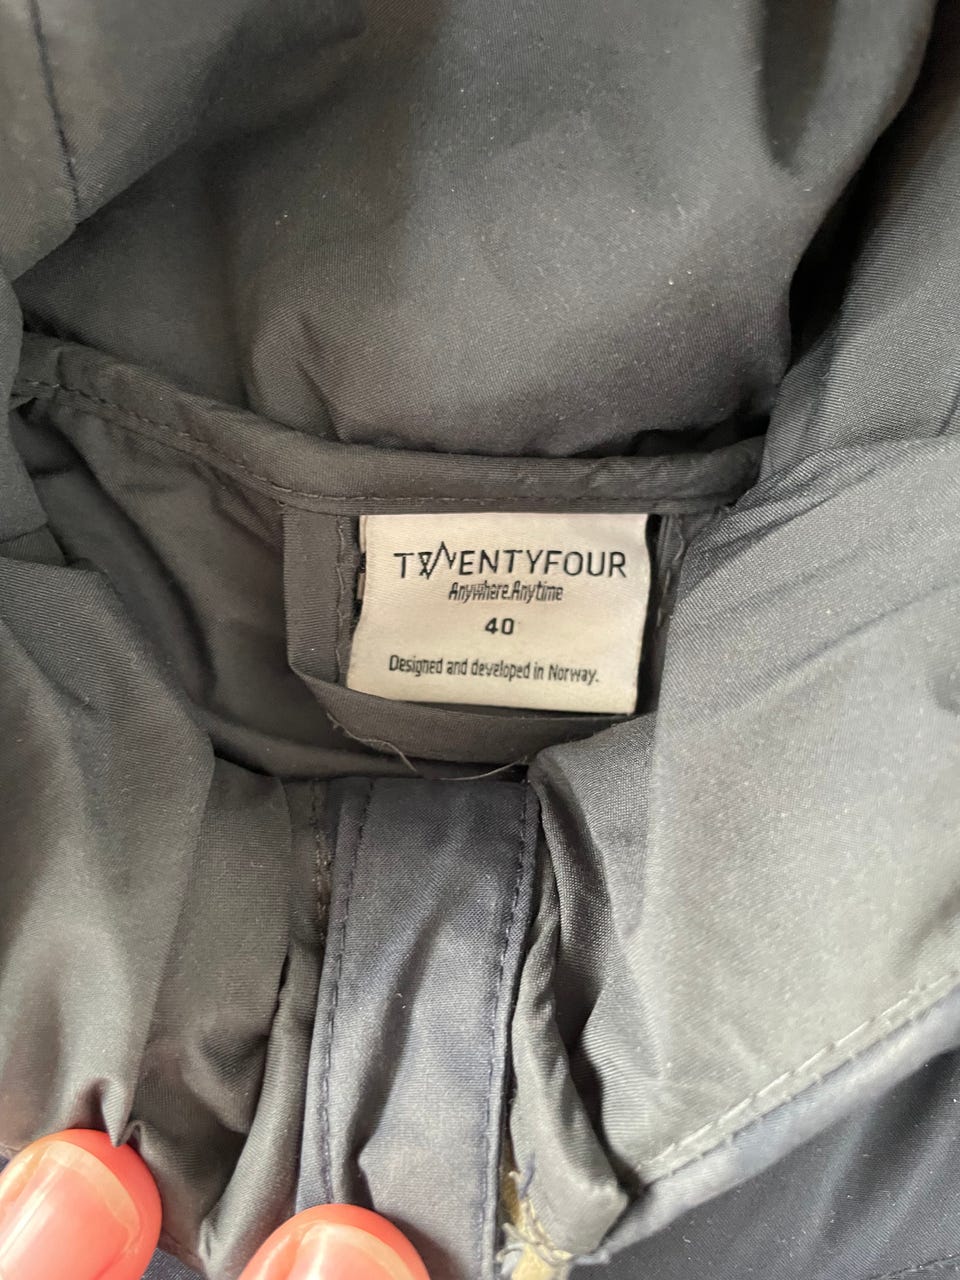 TWENTYFOUR
Anywhere.Anytime
40
Designed and developed in Norway.